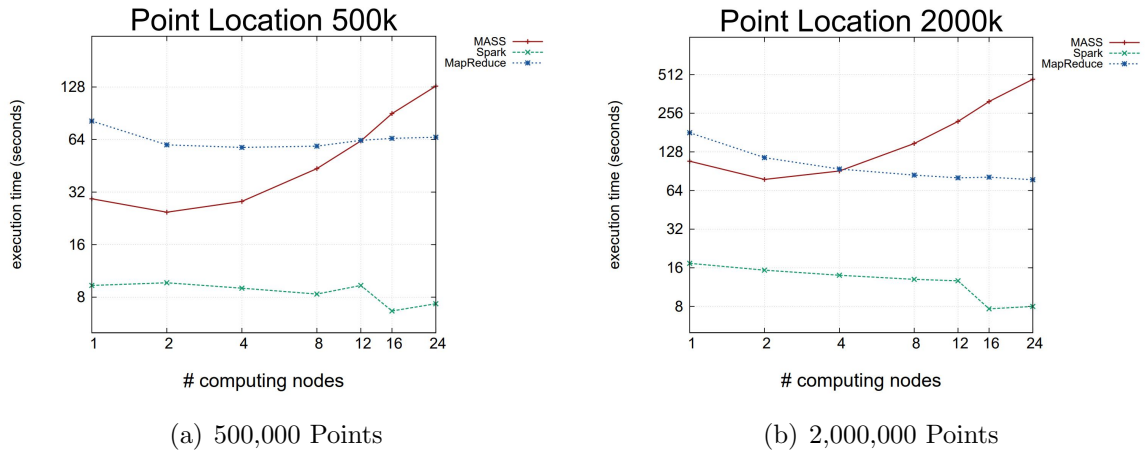 Point Location 500k
MASS
Spark
MapReduce
execution time (seconds)
128
64
32
16
8
1 2 4 8 12 16 24
# computing nodes
(a) 500,000 Points
Point Location 2000k
MASS
Spark
MapReduce
execution time (seconds)
512
256
128
64
32
16
8
1 2 4 8 12 16 24
# computing nodes
(b) 2,000,000 Points